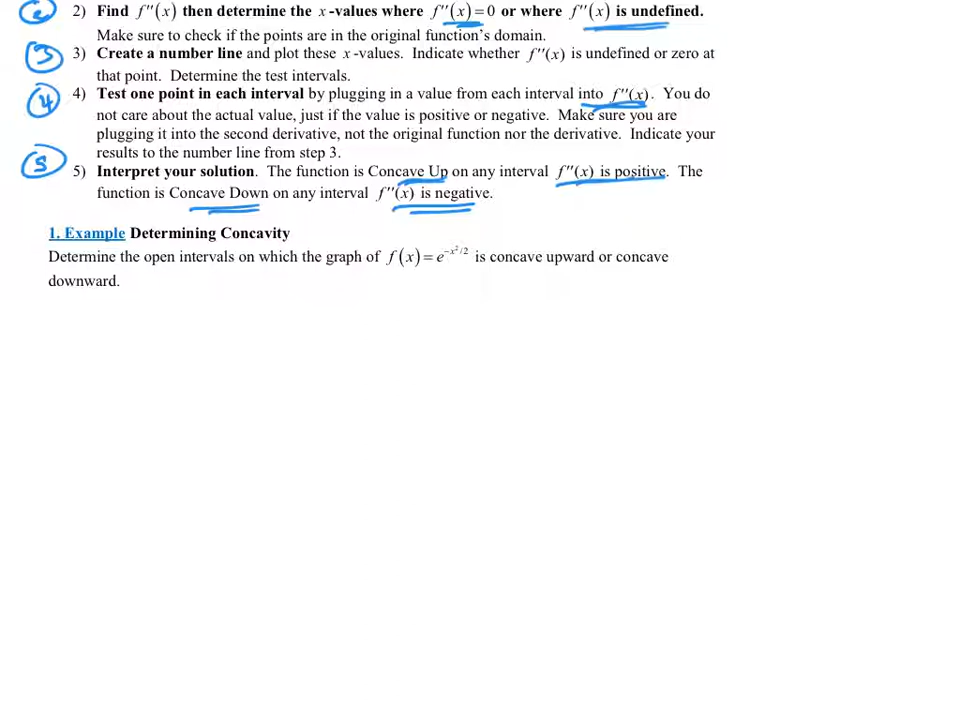 2) Find f''(x) then determine the x-values where f''(x)=0 or where f''(x) is undefined.
Make sure to check if the points are in the original function's domain.
3 3) Create a number line and plot these x-values. Indicate whether f''(x) is undefined or zero at
that point. Determine the test intervals.
4 4) Test one point in each interval by plugging in a value from each interval into f''(x). You do
not care about the actual value, just if the value is positive or negative. Make sure you are
plugging it into the second derivative, not the original function nor the derivative. Indicate your
results to the number line from step 3.
5 5) Interpret your solution. The function is Concave Up on any interval f''(x) is positive. The
function is Concave Down on any interval f''(x) is negative.
1. Example Determining Concavity
Determine the open intervals on which the graph of f(x)=e^{-x²/2} is concave upward or concave
downward.